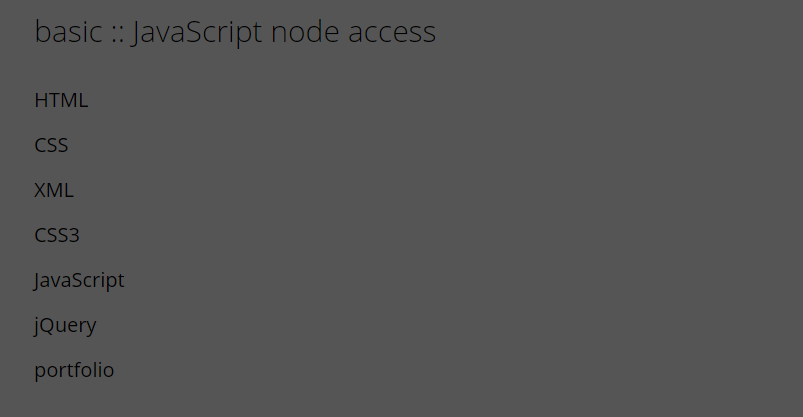 basic :: JavaScript node access
HTML
CSS
XML
CSS3
JavaScript
jQuery
portfolio